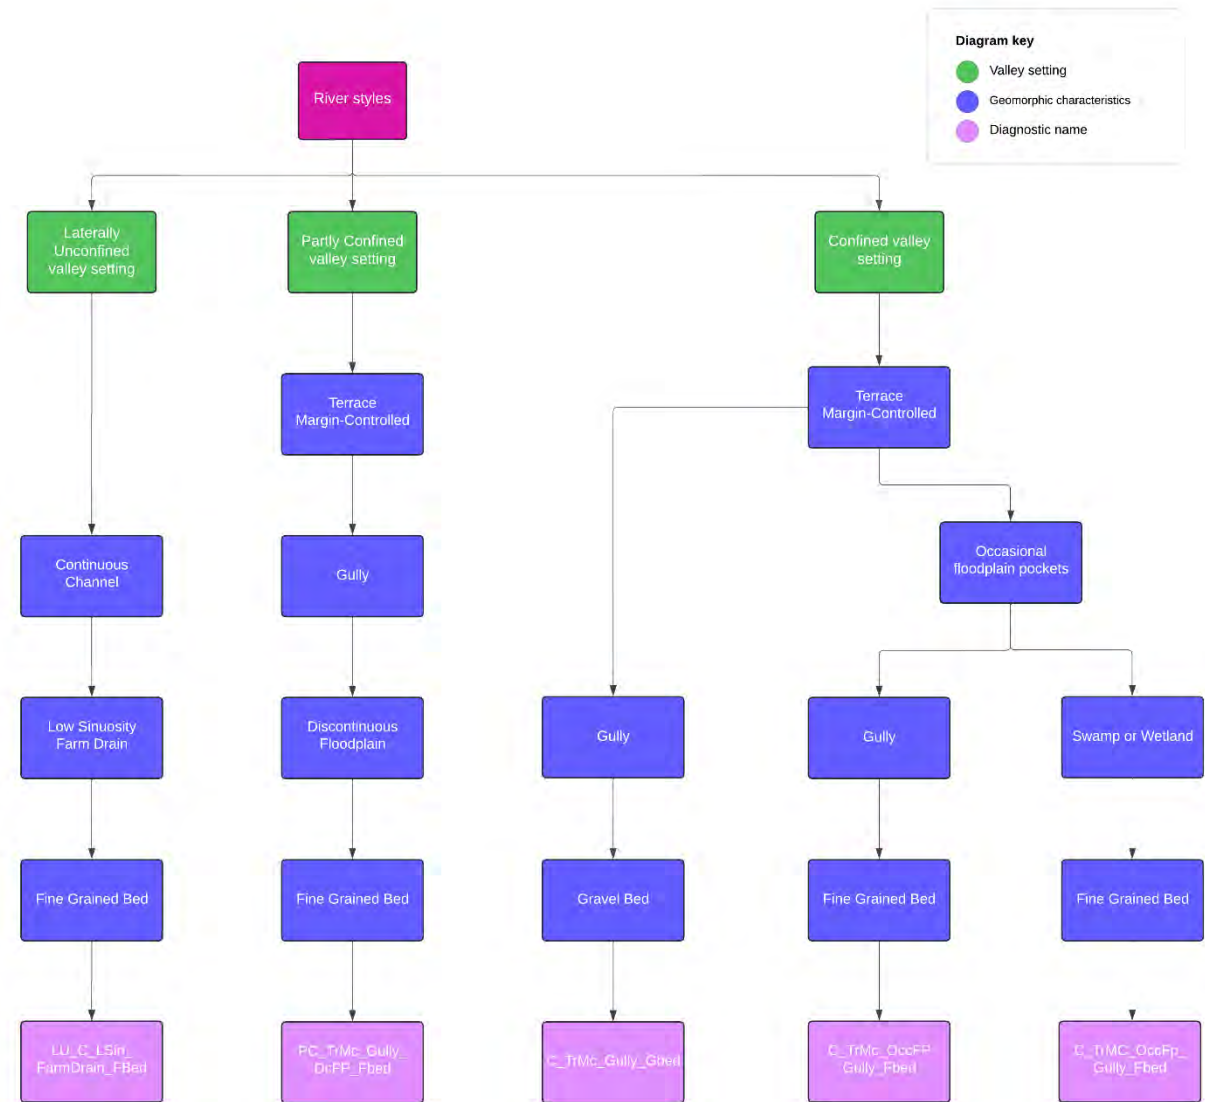 Diagram key
Valley setting
Geomorphic characteristics
Diagnostic name
River styles
Laterally
Unconfined
valley setting
Partly Confined
valley setting
Confined valley
setting
Terrace
Margin-Controlled
Terrace
Margin-Controlled
Continuous
Channel
Gully
Occasional
floodplain pockets
Low Sinuosity
Farm Drain
Discontinuous
Floodplain
Gully
Gully
Swamp or Wetland
Fine Grained Bed
Fine Grained Bed
Gravel Bed
Fine Grained Bed
Fine Grained Bed
LU_C_LSin_
FarmDrain_FBed
PC_TrMc_Gully_
DcFP_Fbed
C_TrMc_Gully_Gbed
C_TrMc_OccFP_
Gully_Fbed
C_TrMC_OccFp_
Gully_Fbed